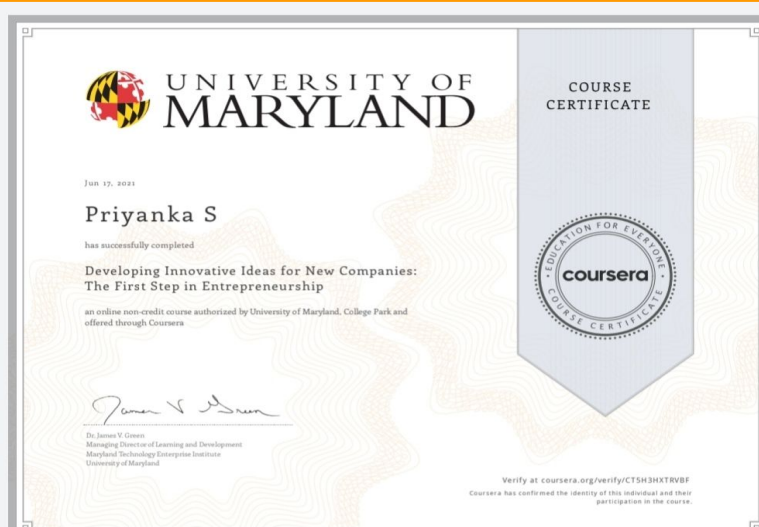 UNIVERSITY OF
MARYLAND
COURSE
CERTIFICATE
Jun 17, 2021
Priyanka S
has successfully completed
Developing Innovative Ideas for New Companies:
The First Step in Entrepreneurship
an online non-credit course authorized by University of Maryland, College Park and
offered through Coursera
EDUCATION FOR EVERYONE
coursera
COURSE CERTIFICATE
James V Green
Dr. James V. Green
Managing Director of Learning and Development
Maryland Technology Enterprise Institute
University of Maryland
Verify at coursera.org/verify/CT5H3HXTRVBF
Coursera has confirmed the identity of this individual and their
participation in the course.